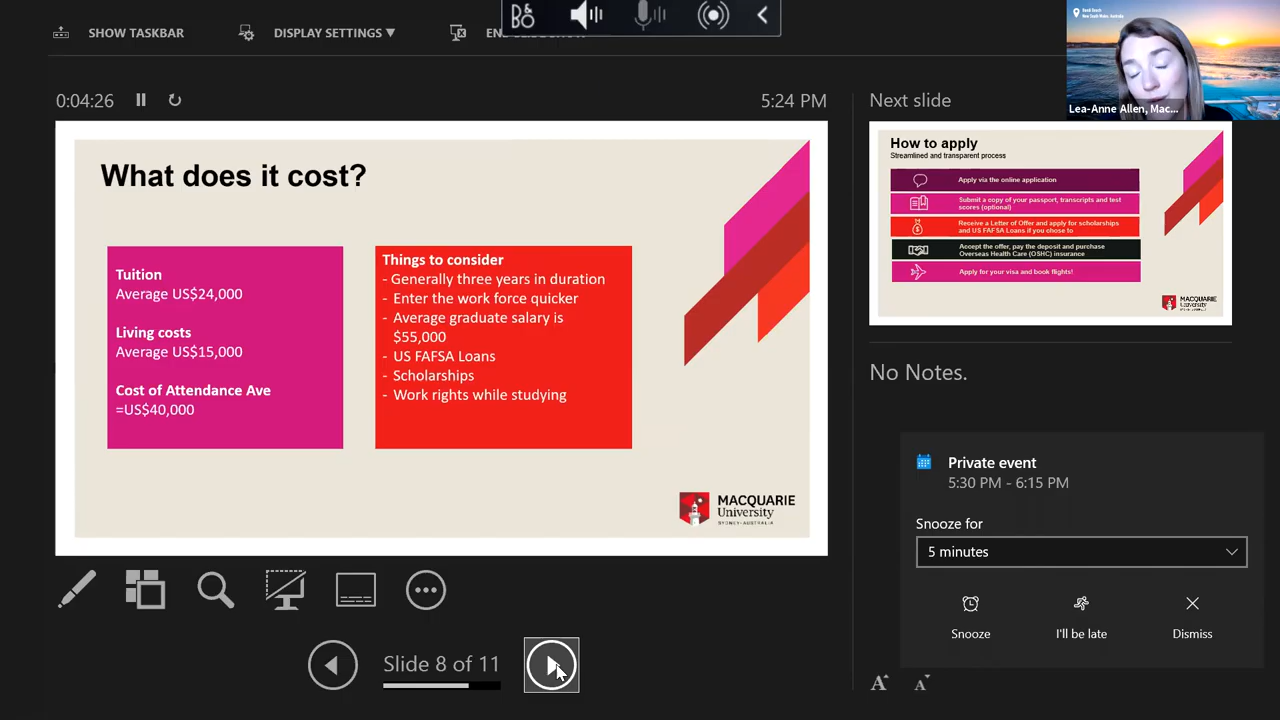 SHOW TASKBAR
DISPLAY SETTINGS ▼
BO
0:04:26
5:24 PM
What does it cost?
Tuition
Average US$24,000
Living costs
Average US$15,000
Cost of Attendance Ave
=US$40,000
Things to consider
- Generally three years in duration
- Enter the work force quicker
- Average graduate salary is
$55,000
- US FAFSA Loans
- Scholarships
- Work rights while studying
MACQUARIE
University
SYDNEY-AUSTRALIA
Slide 8 of 11
Next slide
Lea-Anne Allen, Mac...
Bondi Beach
New South Wales, Australia
How to apply
Streamlined and transparent process
Apply via the online application
Submit a copy of your passport, transcripts and test
scores (optional)
Receive a Letter of Offer and apply for scholarships
and US FAFSA Loans if you chose to
Accept the offer, pay the deposit and purchase
Overseas Health Care (OSHC) insurance
Apply for your visa and book flights!
MACQUARIE
University
No Notes.
Private event
5:30 PM - 6:15 PM
Snooze for
5 minutes
Snooze
I'll be late
Dismiss
A
A